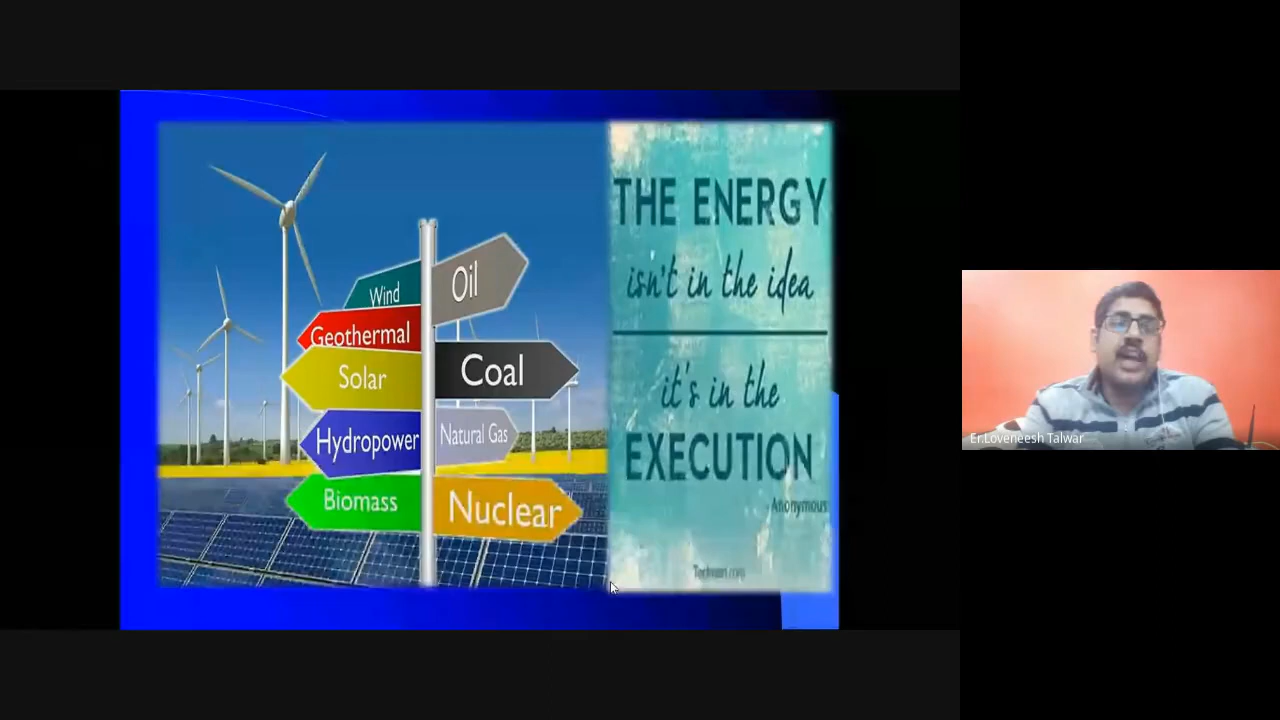 Wind
Oil
Geothermal
Solar
Coal
Hydropower
Natural Gas
Biomass
Nuclear
THE ENERGY
isn't in the idea
it's in the
EXECUTION
Anonymous
Er.Loveneesh Talwar